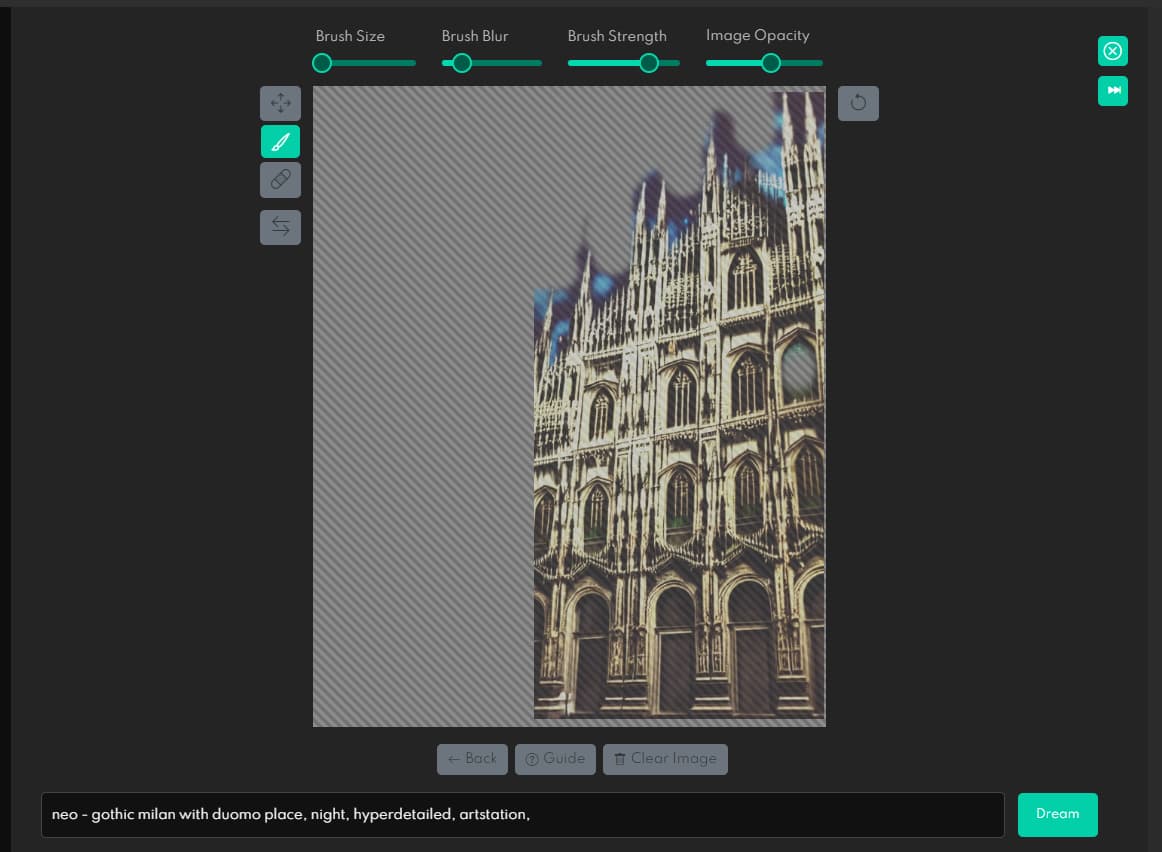 Brush Size
Brush Blur
Brush Strength
Image Opacity
Back
Guide
Clear Image
neo - gothic milan with duomo place, night, hyperdetailed, artstation,
Dream